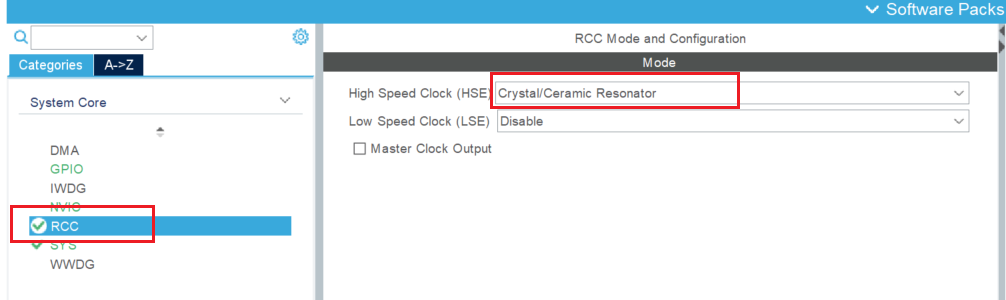 Software Packs
RCC Mode and Configuration
Categories A->Z
Mode
System Core
High Speed Clock (HSE) Crystal/Ceramic Resonator
Low Speed Clock (LSE) Disable
Master Clock Output
DMA
GPIO
IWDG
NVIC
RCC
SYS
WWDG